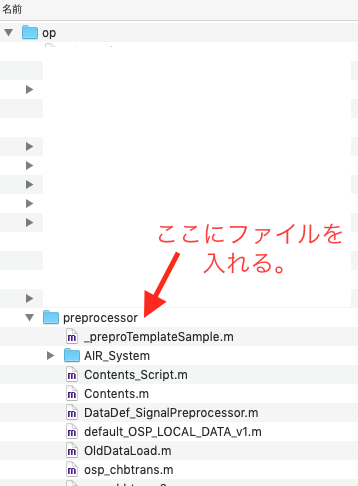 名前
op
ここにファイルを
入れる。
preprocessor
_preproTemplateSample.m
AIR_System
Contents_Script.m
Contents.m
DataDef_SignalPreprocessor.m
default_OSP_LOCAL_DATA_v1.m
OldDataLoad.m
osp_chbtrans.m